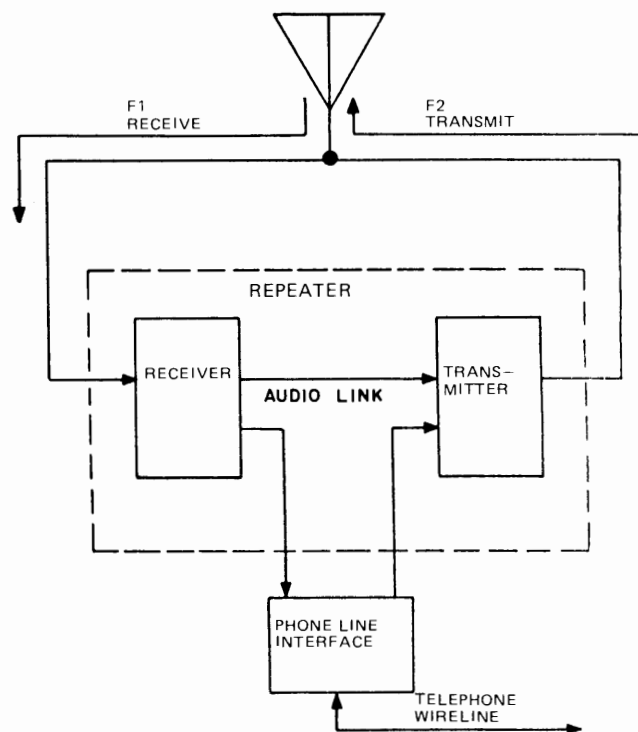 F1
RECEIVE
F2
TRANSMIT
REPEATER
RECEIVER
AUDIO LINK
TRANS-
MITTER
PHONE LINE
INTERFACE
TELEPHONE
WIRELINE